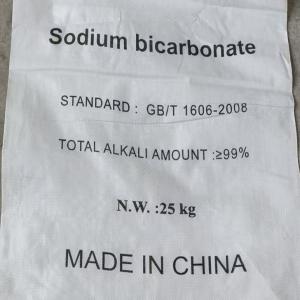 Sodium bicarbonate
STANDARD : GB/T 1606-2008
TOTAL ALKALI AMOUNT :≥99%
N.W. :25 kg
MADE IN CHINA